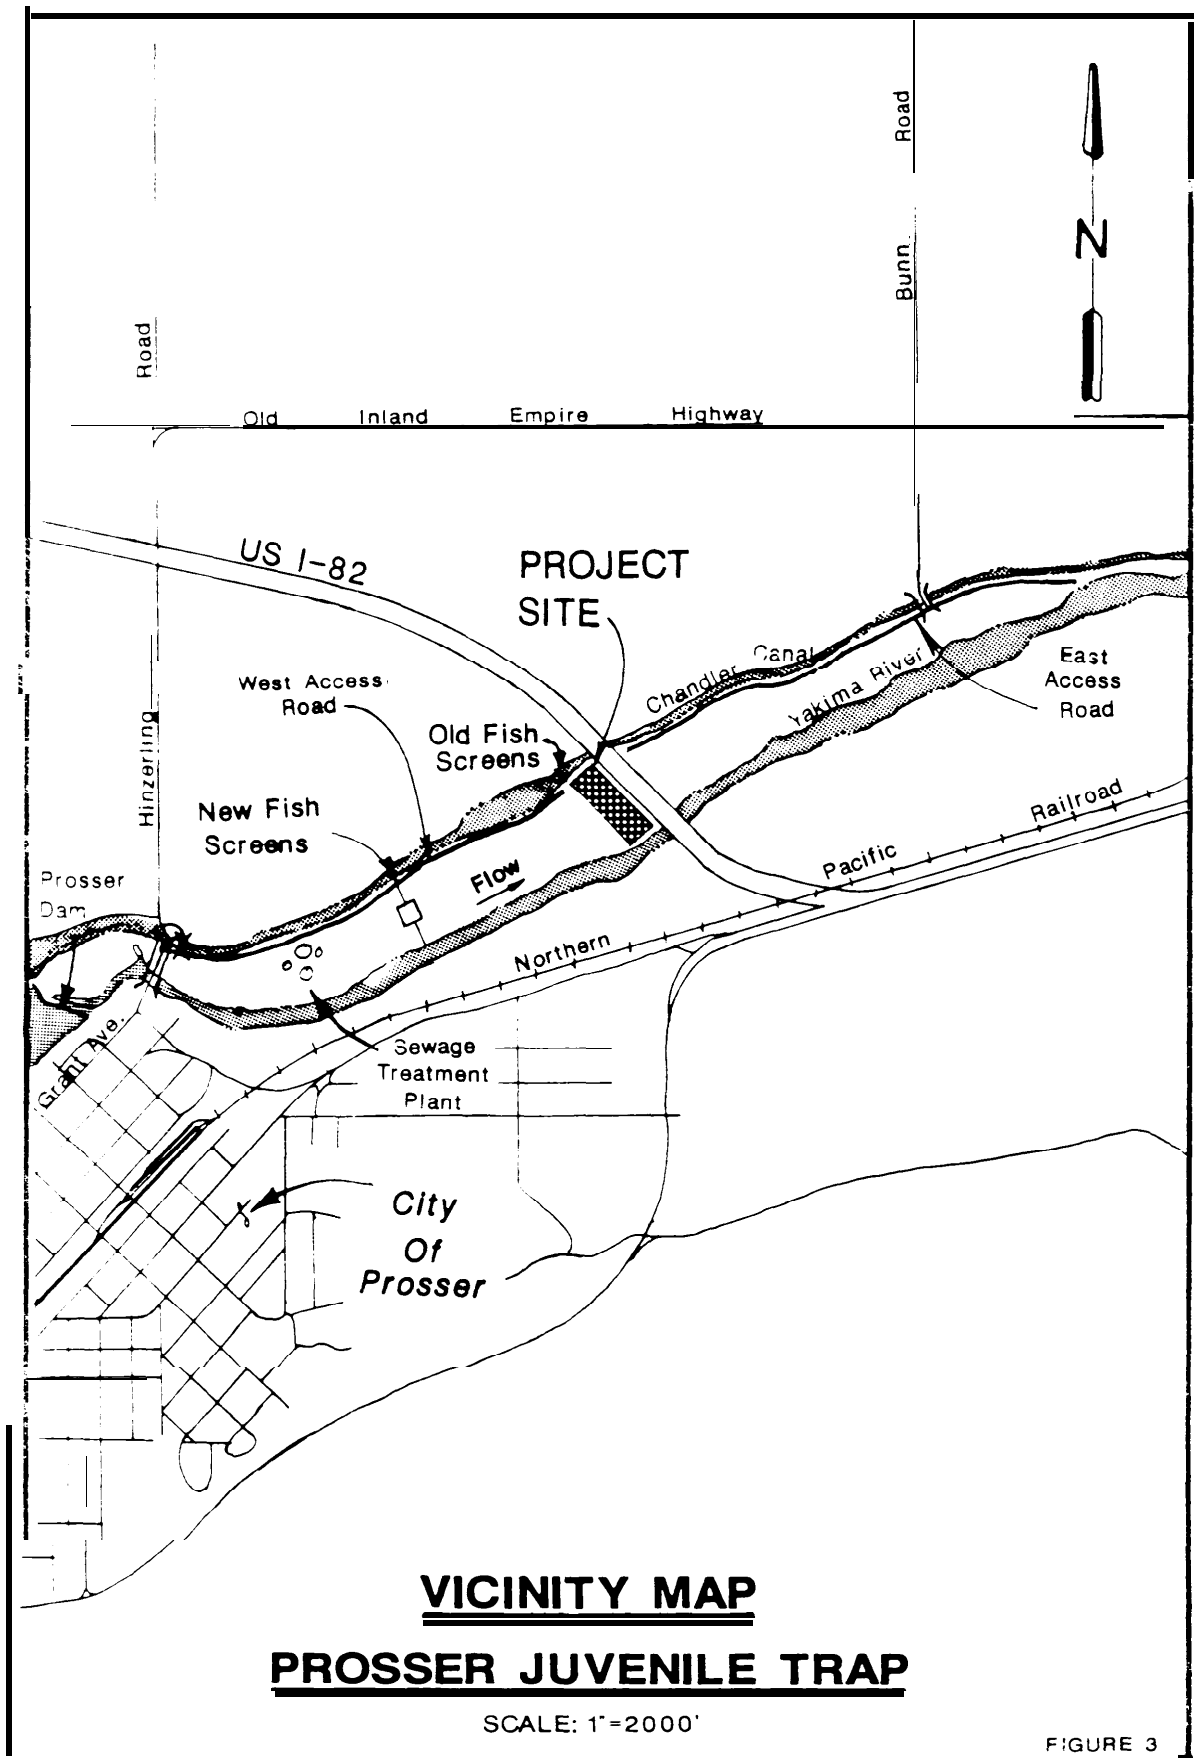 Road
Bunn
N
Road
Old Inland Empire Highway
US I-82
PROJECT
SITE
Chandler Canal
Yakima River
East
Access
Road
West Access
Road
Old Fish
Screens
Hinzerling
New Fish
Screens
Flow
Railroad
Pacific
Northern
Prosser
Dam
Grant Ave.
Sewage
Treatment
Plant
City
Of
Prosser
VICINITY MAP
PROSSER JUVENILE TRAP
SCALE: 1"=2000'
FIGURE 3